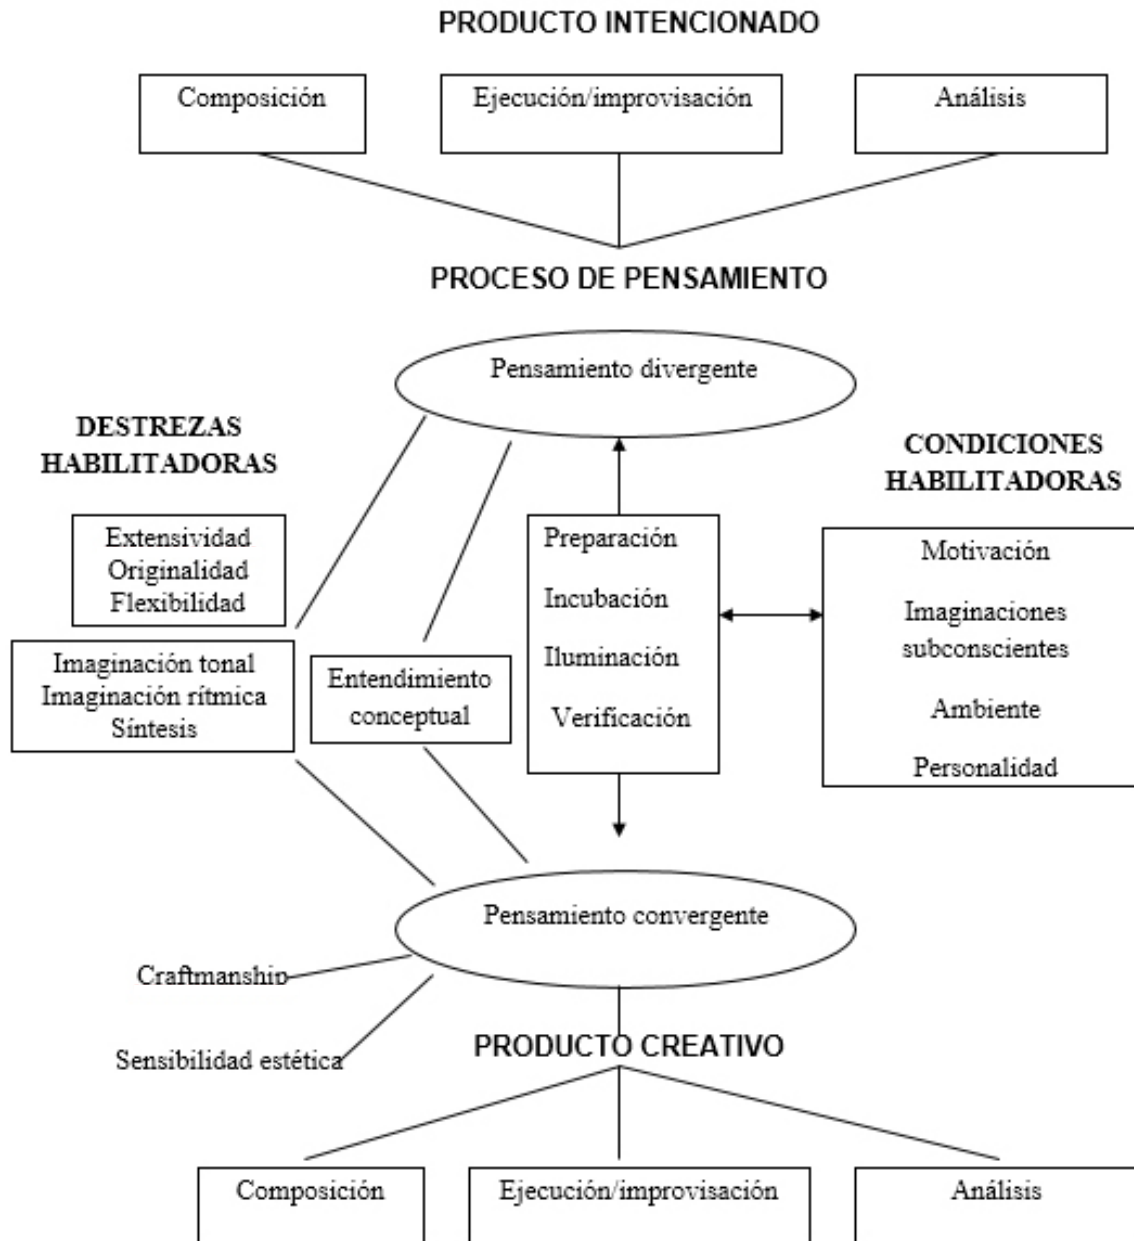 PRODUCTO INTENCIONADO
Composición
Ejecución/improvisación
Análisis
PROCESO DE PENSAMIENTO
Pensamiento divergente
DESTREZAS
HABILITADORAS
CONDICIONES
HABILITADORAS
Extensividad
Originalidad
Flexibilidad
Imaginación tonal
Imaginación rítmica
Síntesis
Entendimiento
conceptual
Preparación
Incubación
Iluminación
Verificación
Motivación
Imaginaciones
subconscientes
Ambiente
Personalidad
Pensamiento convergente
Craftmanship
Sensibilidad estética
PRODUCTO CREATIVO
Composición
Ejecución/improvisación
Análisis